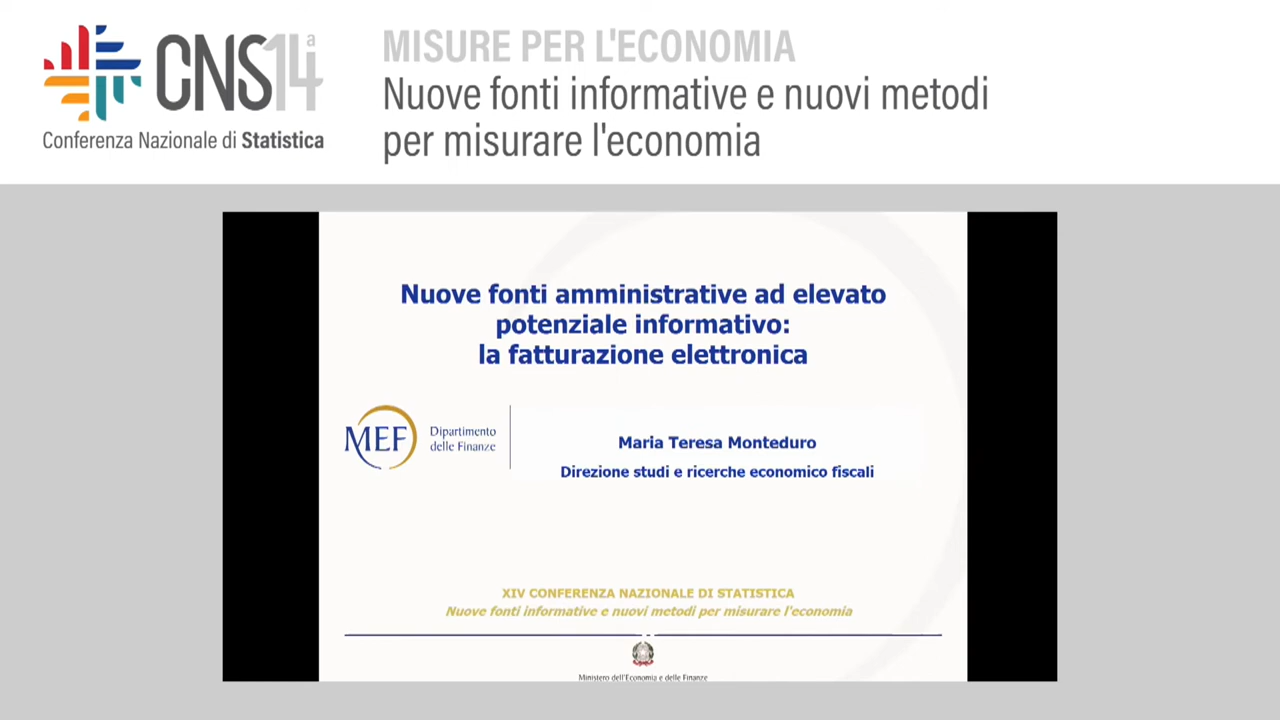 CNS14a
Conferenza Nazionale di Statistica
MISURE PER L'ECONOMIA
Nuove fonti informative e nuovi metodi
per misurare l'economia
Nuove fonti amministrative ad elevato
potenziale informativo:
la fatturazione elettronica
MEF
Dipartimento
delle Finanze
Maria Teresa Monteduro
Direzione studi e ricerche economico fiscali
XIV CONFERENZA NAZIONALE DI STATISTICA
Nuove fonti informative e nuovi metodi per misurare l'economia
Ministero dell'Economia e delle Finanze